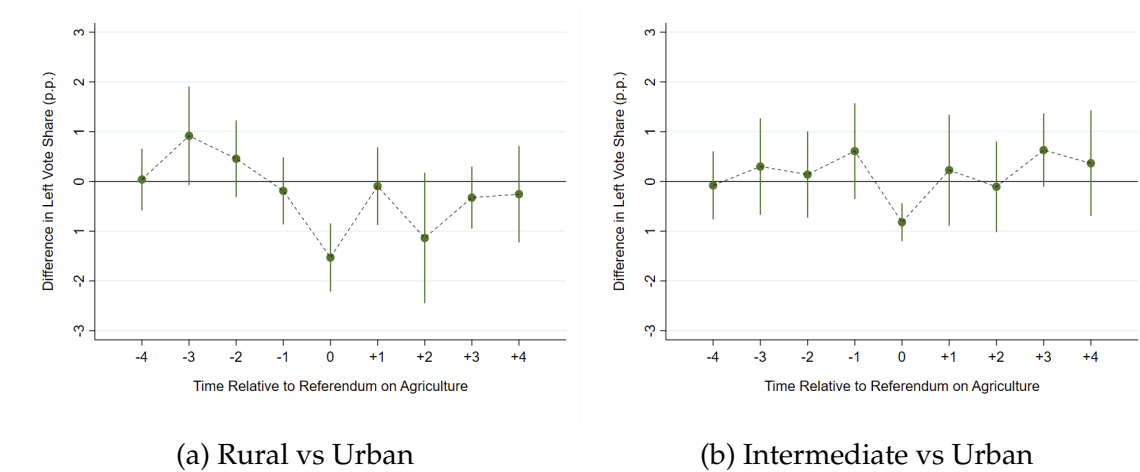 Difference in Left Vote Share (p.p.)
3
2
1
0
1
-2
-3
-4 -3 -2 -1 0 +1 +2 +3 +4
Time Relative to Referendum on Agriculture
(a) Rural vs Urban
Difference in Left Vote Share (p.p.)
3
2
1
0
1
-2
-3
-4 -3 -2 -1 0 +1 +2 +3 +4
Time Relative to Referendum on Agriculture
(b) Intermediate vs Urban